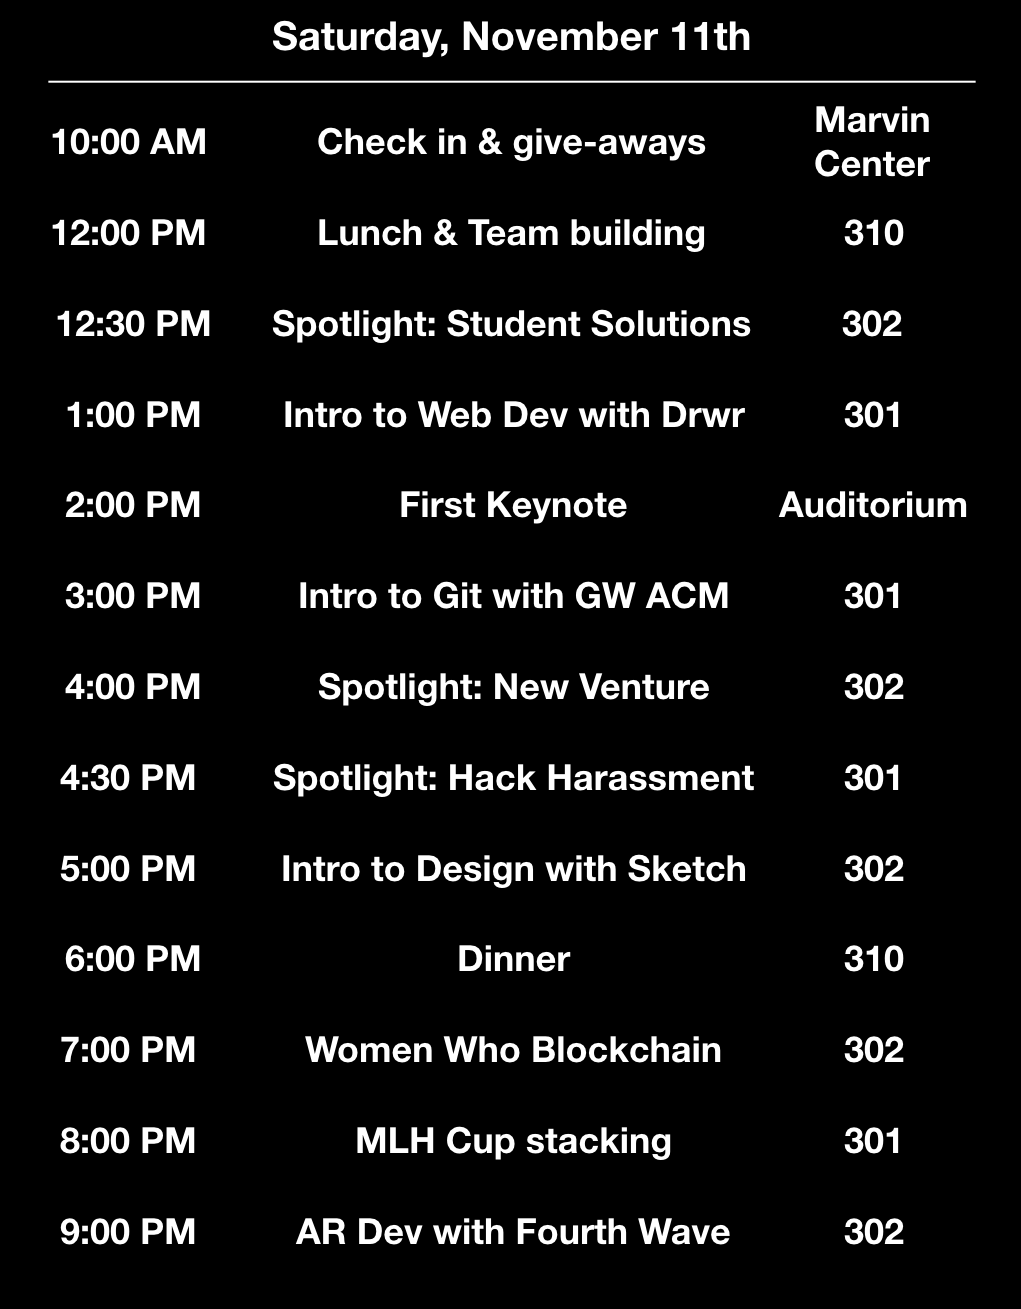 Saturday, November 11th
10:00 AM Check in & give-aways Marvin Center
12:00 PM Lunch & Team building 310
12:30 PM Spotlight: Student Solutions 302
1:00 PM Intro to Web Dev with Drwr 301
2:00 PM First Keynote Auditorium
3:00 PM Intro to Git with GW ACM 301
4:00 PM Spotlight: New Venture 302
4:30 PM Spotlight: Hack Harassment 301
5:00 PM Intro to Design with Sketch 302
6:00 PM Dinner 310
7:00 PM Women Who Blockchain 302
8:00 PM MLH Cup stacking 301
9:00 PM AR Dev with Fourth Wave 302